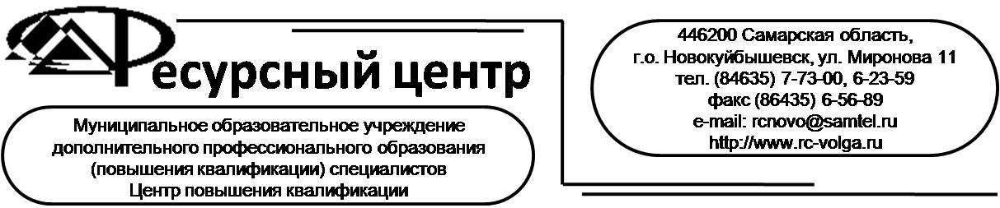 Ресурсный центр
Муниципальное образовательное учреждение
дополнительного профессионального образования
(повышения квалификации) специалистов
Центр повышения квалификации
446200 Самарская область,
г.о. Новокуйбышевск, ул. Миронова 11
тел. (84635) 7-73-00, 6-23-59
факс (86435) 6-56-89
e-mail: rcnovo@samtel.ru
http://www.rc-volga.ru